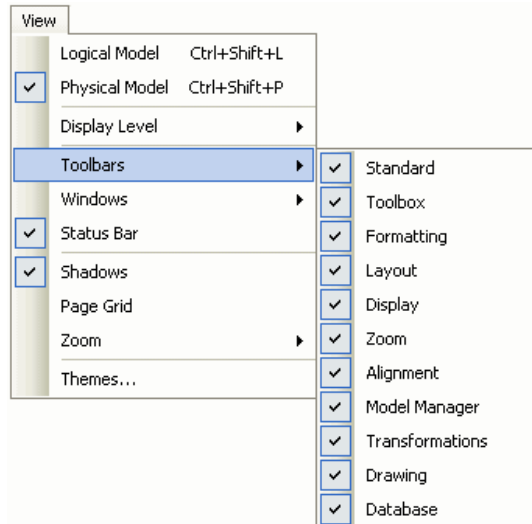 View
Logical Model Ctrl+Shift+L
Physical Model Ctrl+Shift+P
Display Level
Toolbars
Windows
Status Bar
Shadows
Page Grid
Zoom
Themes...
Standard
Toolbox
Formatting
Layout
Display
Zoom
Alignment
Model Manager
Transformations
Drawing
Database